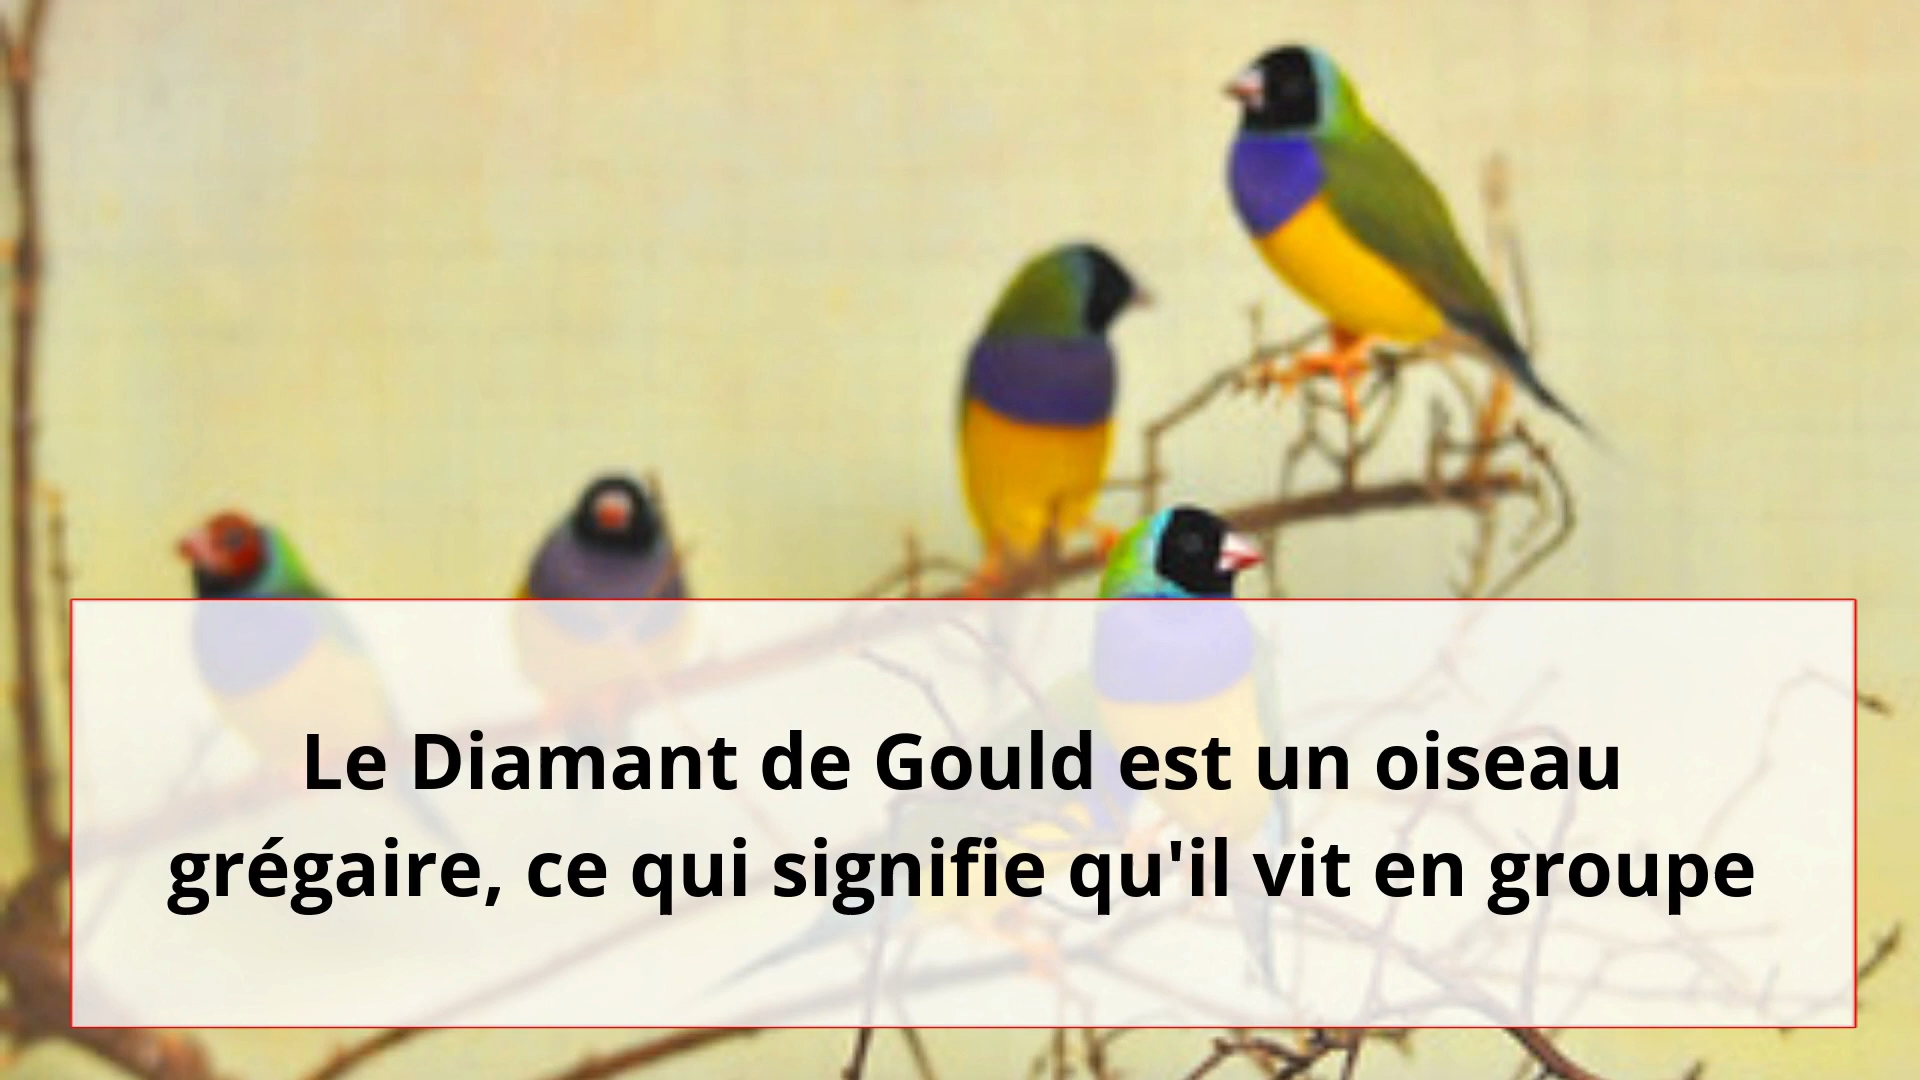 Le Diamant de Gould est un oiseau
grégaire, ce qui signifie qu'il vit en groupe